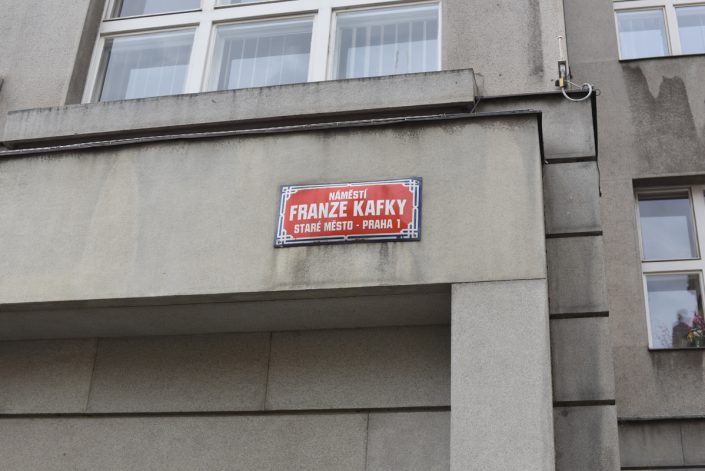 NÁMĚSTÍ
FRANZE KAFKY
STARÉ MĚSTO - PRAHA 1